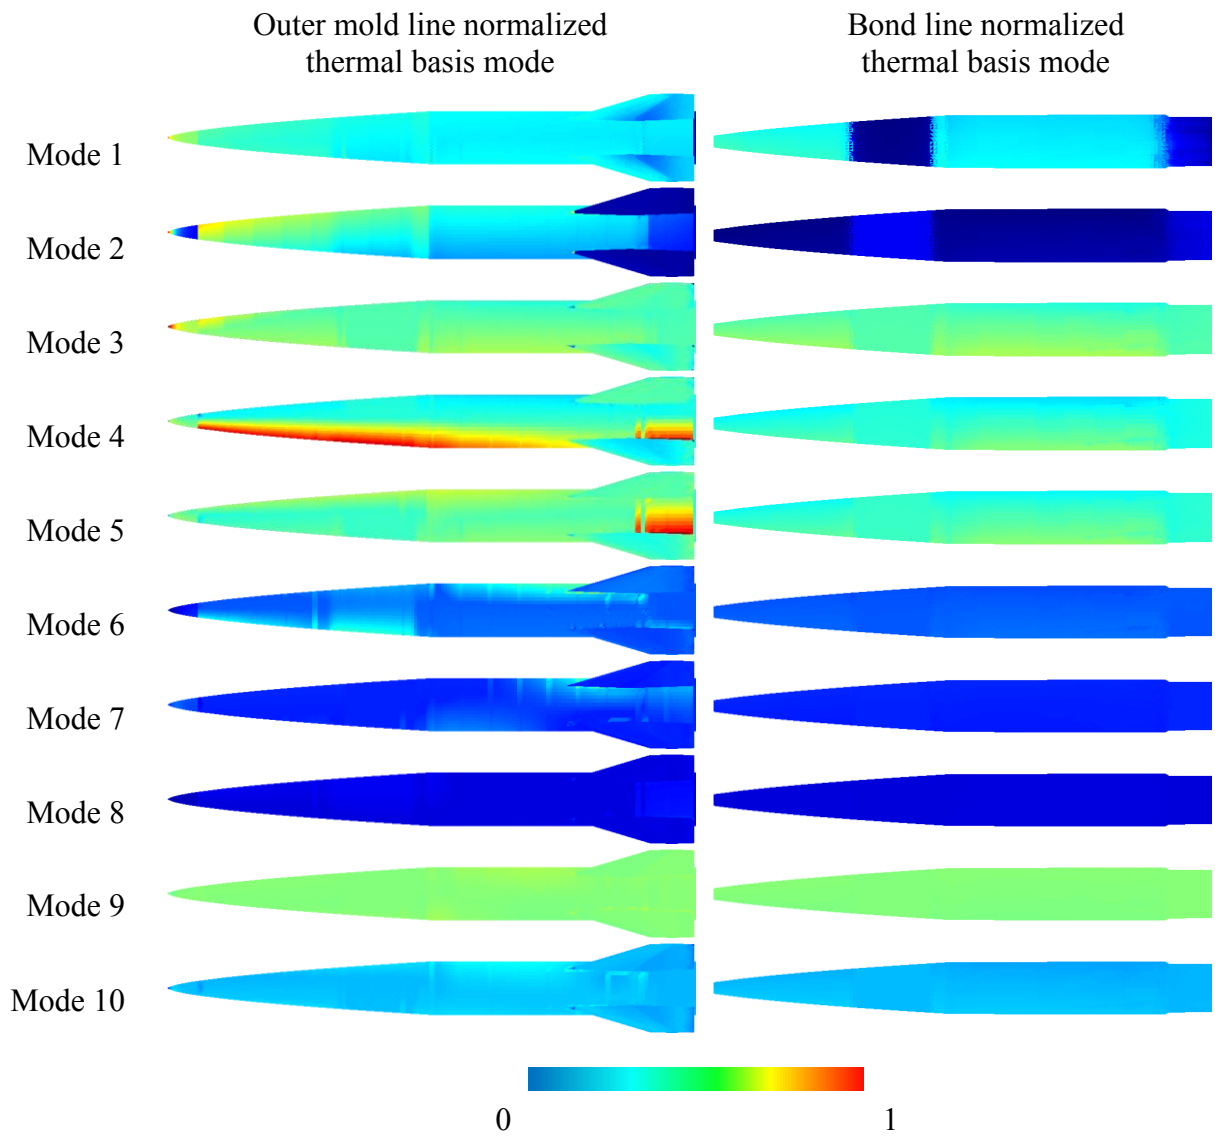 Outer mold line normalized
thermal basis mode
Bond line normalized
thermal basis mode
Mode 1
Mode 2
Mode 3
Mode 4
Mode 5
Mode 6
Mode 7
Mode 8
Mode 9
Mode 10
0
1